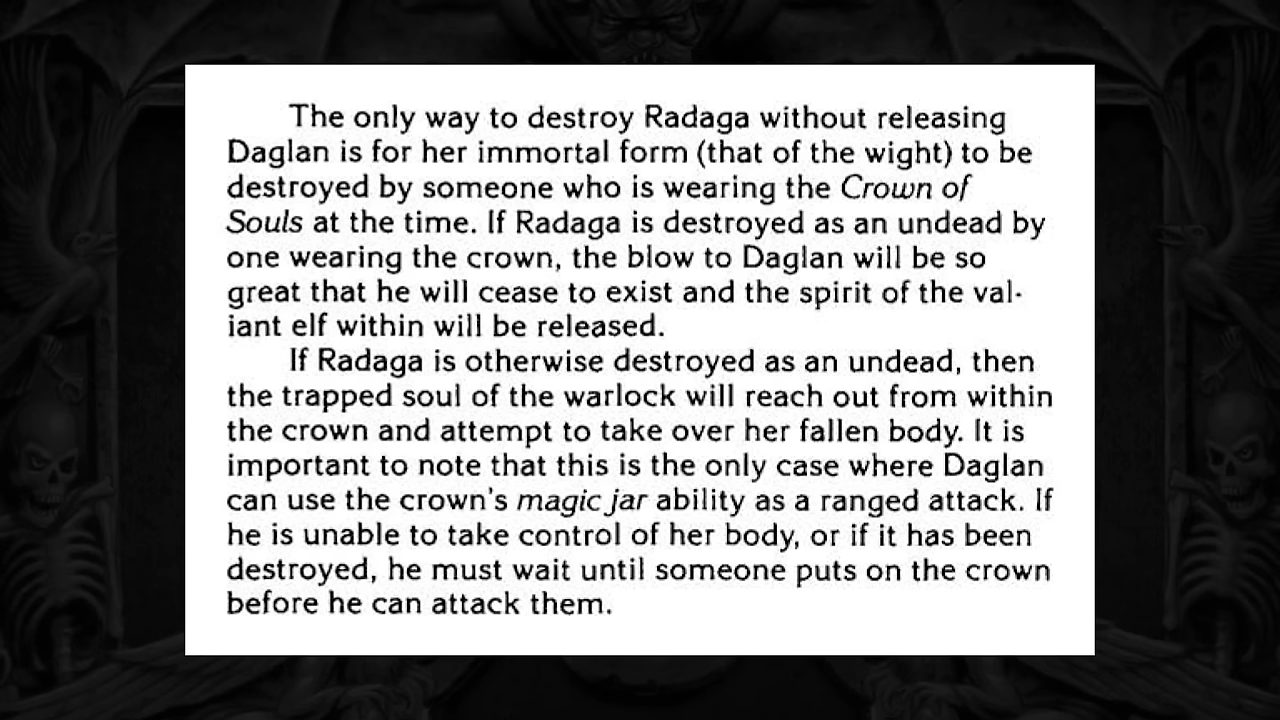 The only way to destroy Radaga without releasing
Daglan is for her immortal form (that of the wight) to be
destroyed by someone who is wearing the Crown of
Souls at the time. If Radaga is destroyed as an undead by
one wearing the crown, the blow to Daglan will be so
great that he will cease to exist and the spirit of the val-
iant elf within will be released.
If Radaga is otherwise destroyed as an undead, then
the trapped soul of the warlock will reach out from within
the crown and attempt to take over her fallen body. It is
important to note that this is the only case where Daglan
can use the crown's magic jar ability as a ranged attack. If
he is unable to take control of her body, or if it has been
destroyed, he must wait until someone puts on the crown
before he can attack them.